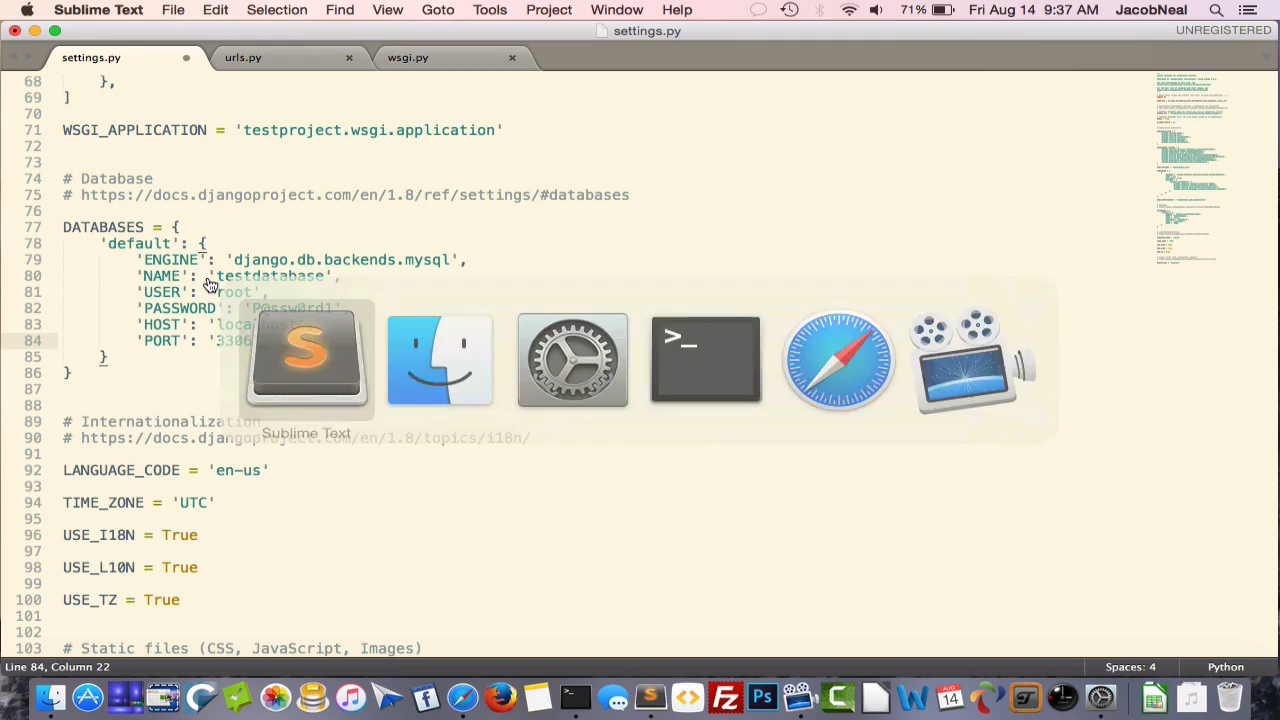 Sublime Text File Edit Selection Find View Goto Tools Project Window Help 71% Fri Aug 14 9:37 AM JacobNeal
settings.py UNREGISTERED
settings.py urls.py wsgi.py
68 },
69 ]
70
71 WSGI_APPLICATION = 'testproject.wsgi.application'
72
73
74 # Database
75 # https://docs.djangoproject.com/en/1.8/ref/settings/#databases
76
77 DATABASES = {
78 'default': {
79 'ENGINE': 'django.db.backends.mysql',
80 'NAME': 'testdatabase',
81 'USER': 'root',
82 'PASSWORD': 'P@ssw0rd1',
83 'HOST': 'localhost',
84 'PORT': '3306
85 }
86 }
87
88
89 # Internationalization
90 # https://docs.djangoproject.com/en/1.8/topics/i18n/
91
92 LANGUAGE_CODE = 'en-us'
93
94 TIME_ZONE = 'UTC'
95
96 USE_I18N = True
97
98 USE_L10N = True
99
100 USE_TZ = True
101
102
103 # Static files (CSS, JavaScript, Images)
Sublime Text
Line 84, Column 22 Spaces: 4 Python